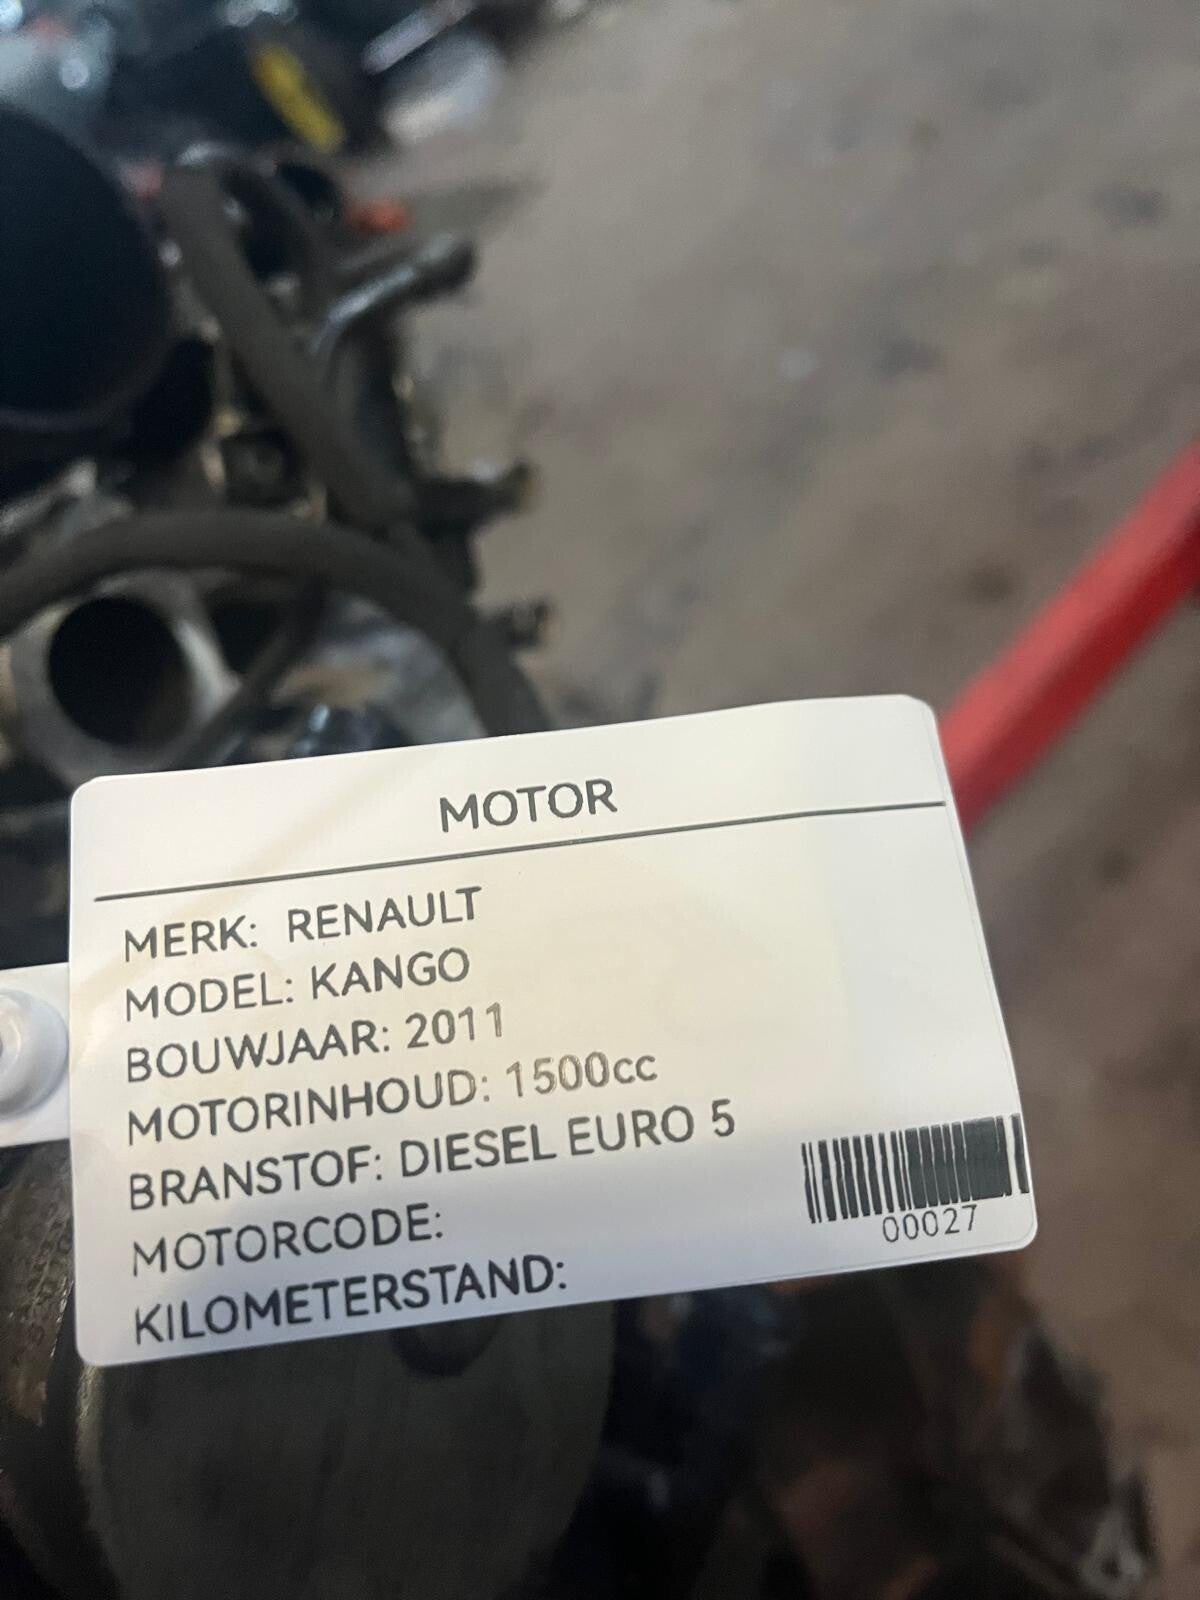 MOTOR
MERK: RENAULT
MODEL: KANGO
BOUWJAAR: 2011
MOTORINHOUD: 1500cc
BRANSTOF: DIESEL EURO 5
MOTORCODE:
KILOMETERSTAND:
00027